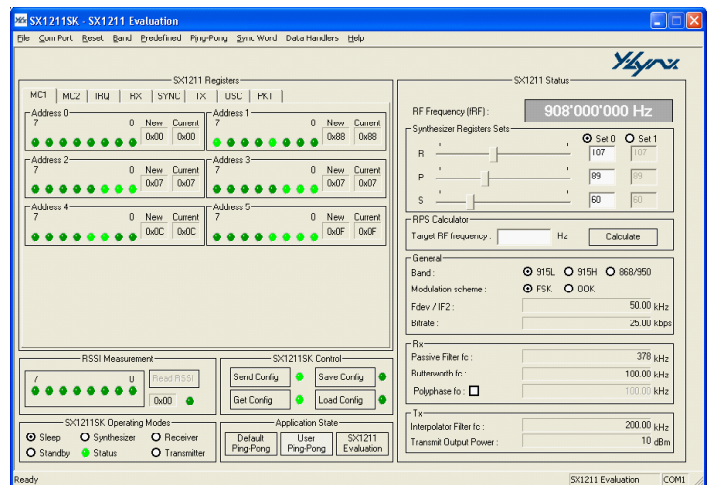 SX1211SK - SX1211 Evaluation
File Com Port Reset Band Predefined Ping-Pong Sync Word Data Handlers Help
Xilynx
SX1211 Registers
MC1 MC2 IRQ RX SYNC TX OSC PKT
Address 0
7 0 New Current
0x00 0x00
Address 1
7 0 New Current
0x88 0x88
Address 2
7 0 New Current
0x07 0x07
Address 3
7 0 New Current
0x07 0x07
Address 4
7 0 New Current
0x0C 0x0C
Address 5
7 0 New Current
0x0F 0x0F
RSSI Measurement
7 0 Read RSSI
0x00
SX1211SK Control
Send Config Save Config
Get Config Load Config
SX1211SK Operating Modes
Sleep Synthesizer Receiver
Standby Status Transmitter
Application State
Default Ping-Pong
User Ping-Pong
SX1211 Evaluation
SX1211 Status
RF Frequency (fRF) : 908'000'000 Hz
Synthesizer Registers Sets
Set 0 Set 1
R 107 107
P 89 89
S 60 60
RPS Calculator
Target RF frequency : Hz Calculate
General
Band : 915L 915H 868/950
Modulation scheme : FSK OOK
Fdev / IF2 : 50.00 kHz
Bitrate : 25.00 kbps
Rx
Passive Filter fc : 378 kHz
Butterworth fc : 100.00 kHz
Polyphase fo : 100.00 kHz
Tx
Interpolator Filter fc : 200.00 kHz
Transmit Output Power : 10 dBm
Ready SX1211 Evaluation COM1